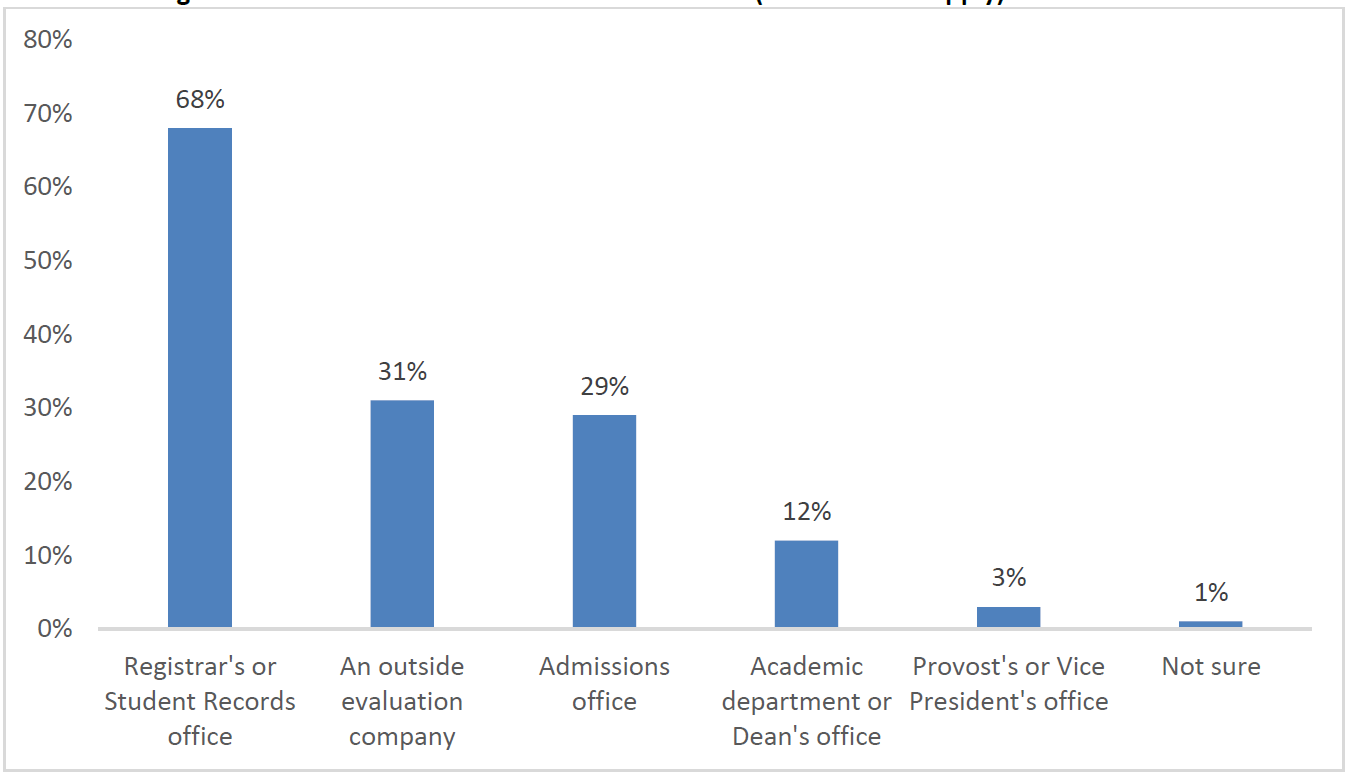 80%
70%
60%
50%
40%
30%
20%
10%
0%
68%
31%
29%
12%
3%
1%
Registrar's or
Student Records
office
An outside
evaluation
company
Admissions
office
Academic
department or
Dean's office
Provost's or Vice
President's office
Not sure